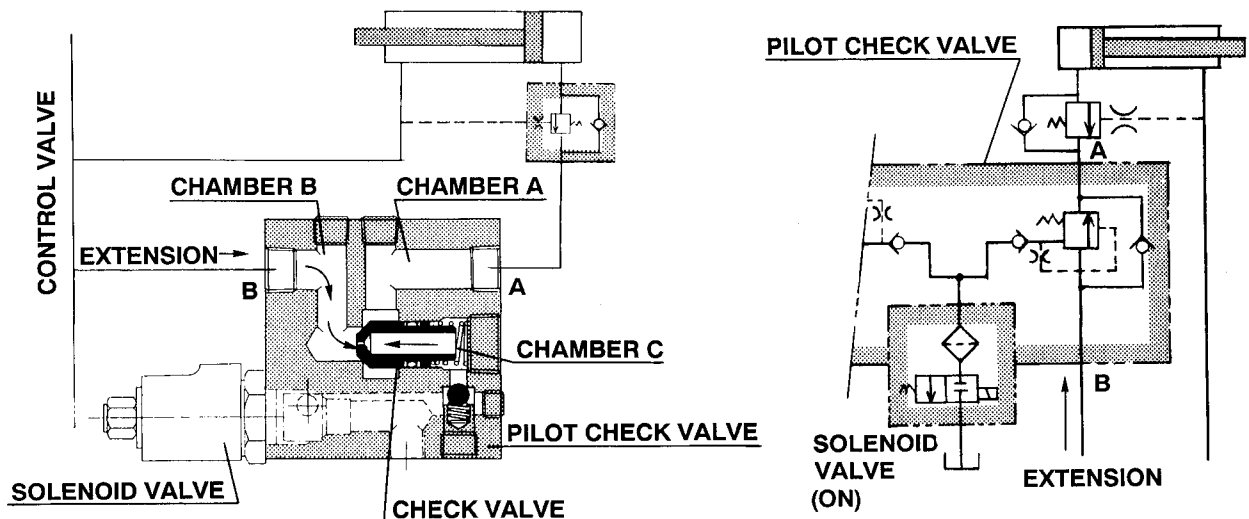 CONTROL VALVE
CHAMBER B
CHAMBER A
EXTENSION
B
A
CHAMBER C
PILOT CHECK VALVE
SOLENOID VALVE
CHECK VALVE
PILOT CHECK VALVE
A
B
SOLENOID
VALVE
(ON)
EXTENSION